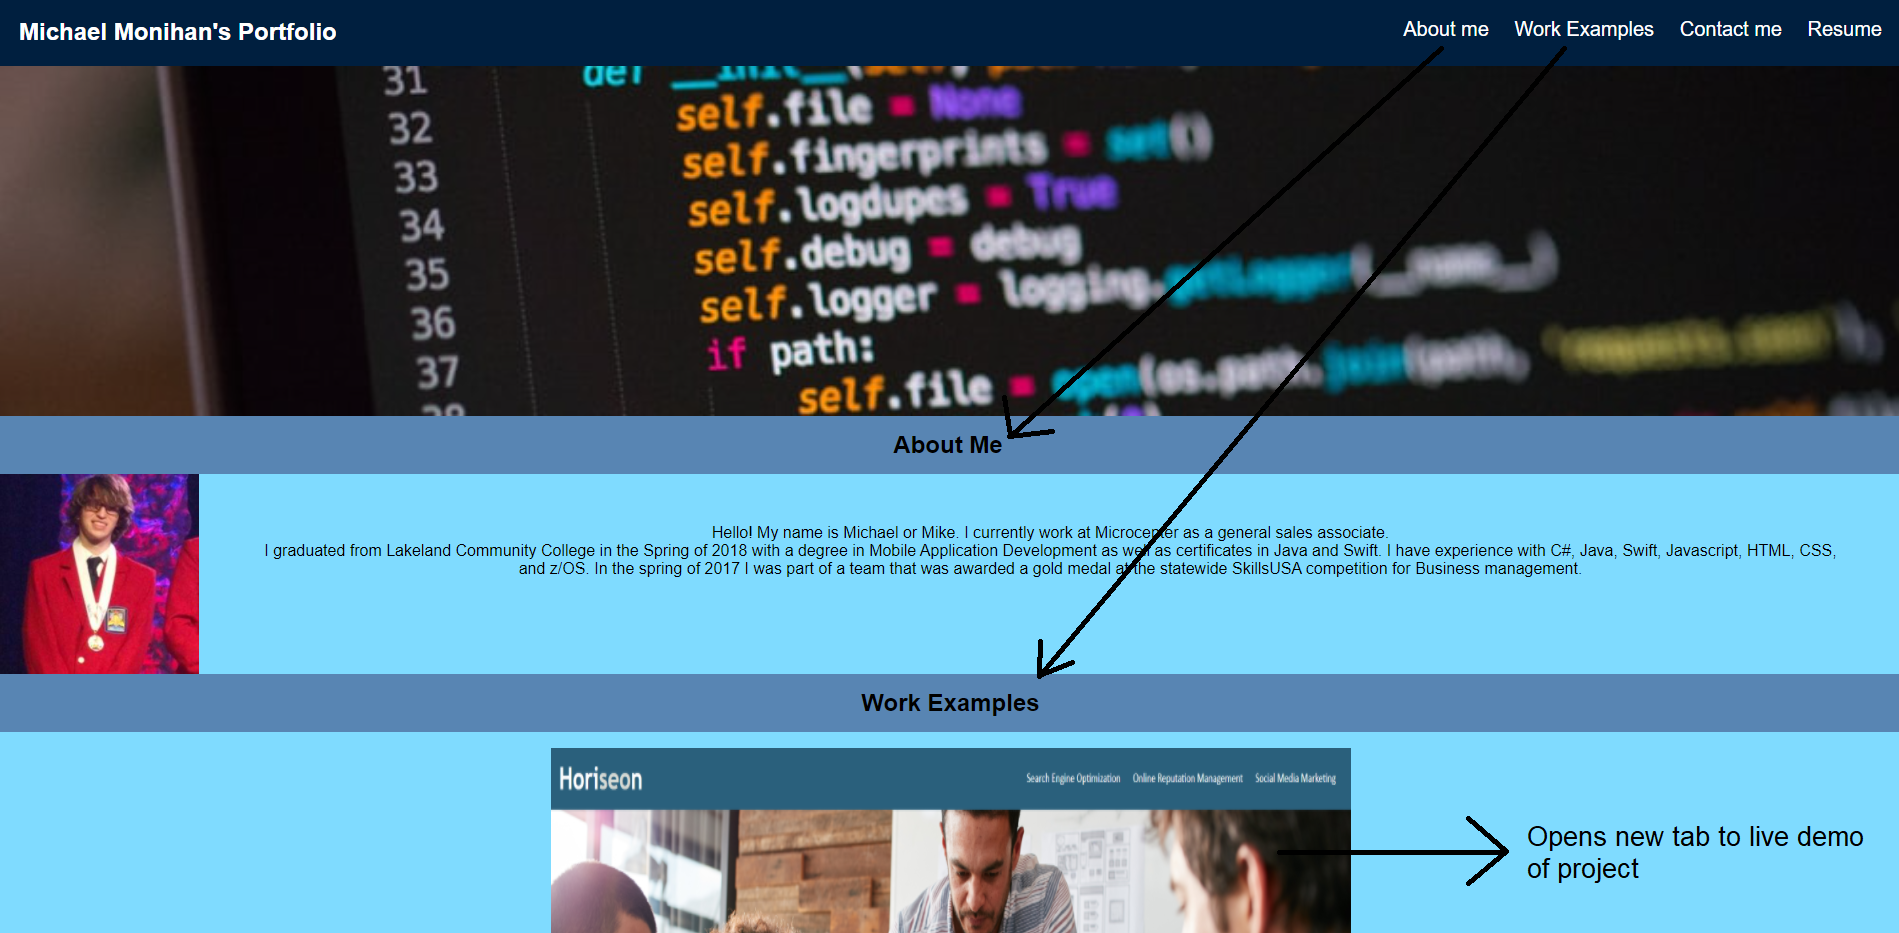 Michael Monihan's Portfolio
About me Work Examples Contact me Resume
31
32 self.file = None
33 self.fingerprints = set()
34 self.logdupes = True
35 self.debug = debug
36 self.logger = logging.getLogger(__name__)
37 if path:
self.file = open(os.path.join(path,
About Me
Hello! My name is Michael or Mike. I currently work at Microcenter as a general sales associate.
I graduated from Lakeland Community College in the Spring of 2018 with a degree in Mobile Application Development as well as certificates in Java and Swift. I have experience with C#, Java, Swift, Javascript, HTML, CSS,
and z/OS. In the spring of 2017 I was part of a team that was awarded a gold medal at the statewide SkillsUSA competition for Business management.
Work Examples
Horiseon
Search Engine Optimization Online Reputation Management Social Media Marketing
Opens new tab to live demo
of project